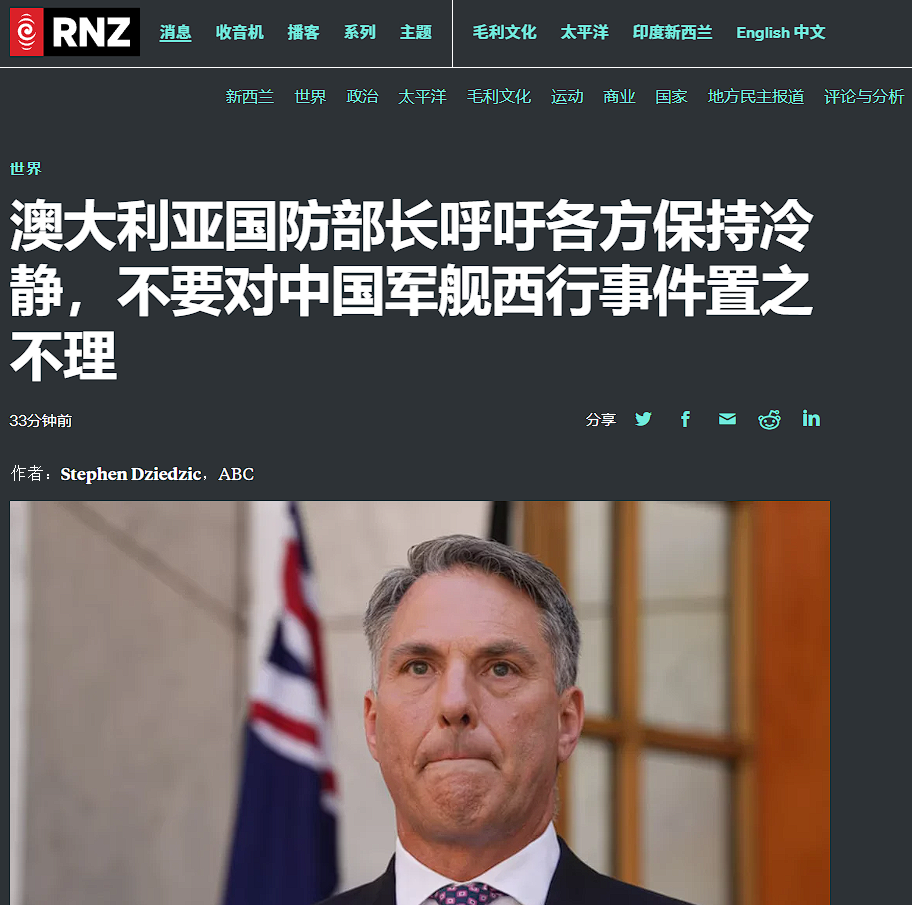 RNZ 消息 收音机 播客 系列 主题 毛利文化 太平洋 印度新西兰 English 中文
新西兰 世界 政治 太平洋 毛利文化 运动 商业 国家 地方民主报道 评论与分析
世界
澳大利亚国防部长呼吁各方保持冷
静，不要对中国军舰西行事件置之
不理
33分钟前 分享
作者：Stephen Dziedzic，ABC